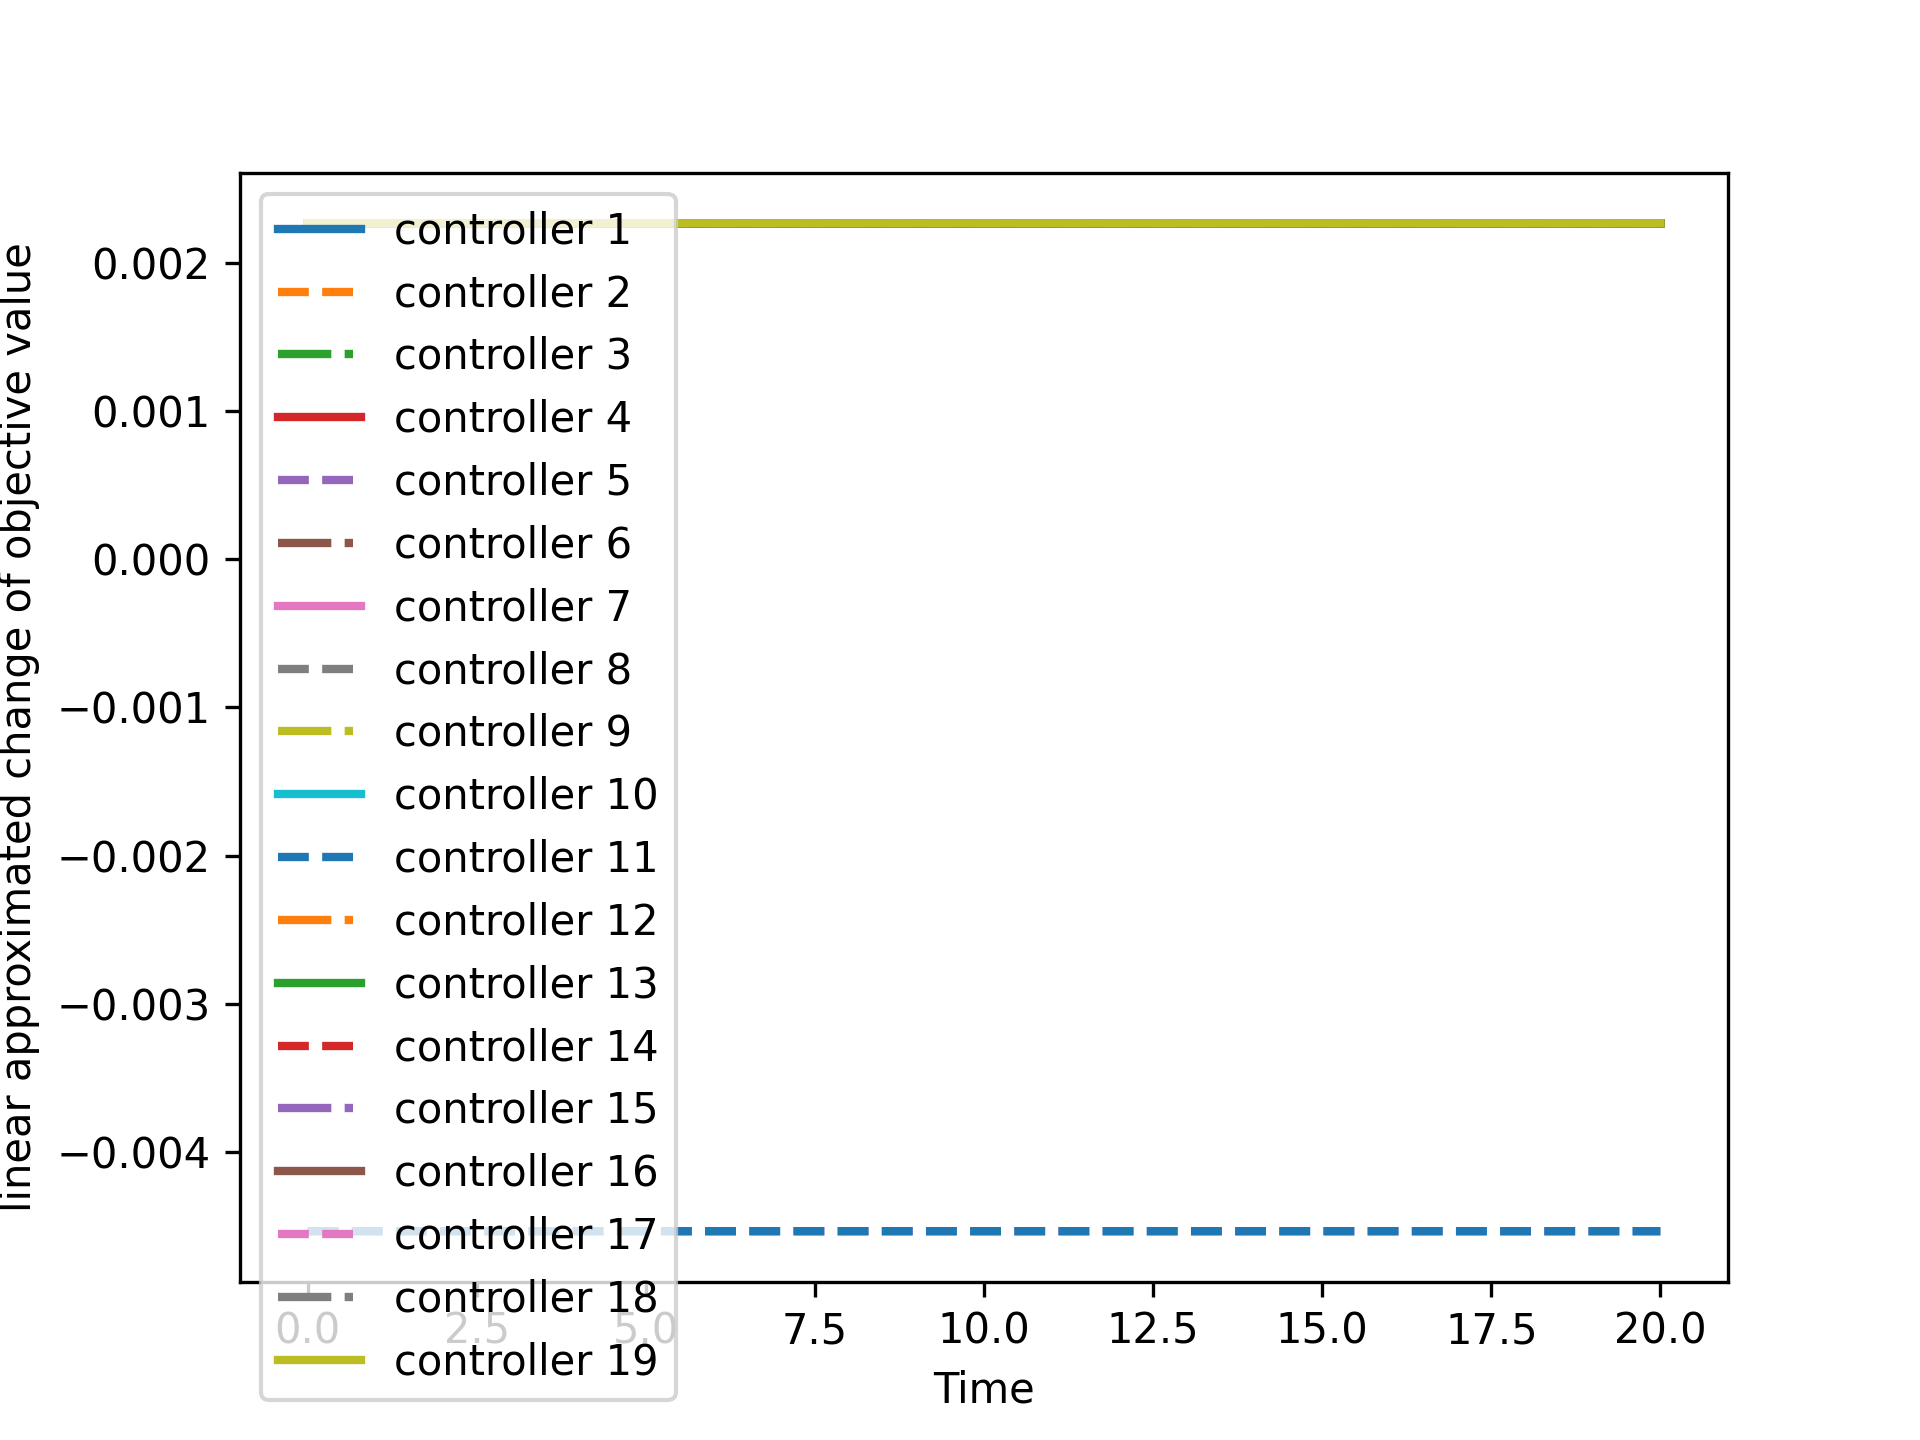 linear approximated change of objective value
0.002
0.001
0.000
−0.001
−0.002
−0.003
−0.004
controller 1
controller 2
controller 3
controller 4
controller 5
controller 6
controller 7
controller 8
controller 9
controller 10
controller 11
controller 12
controller 13
controller 14
controller 15
controller 16
controller 17
controller 18
controller 19
0.0 2.5 5.0 7.5 10.0 12.5 15.0 17.5 20.0
Time